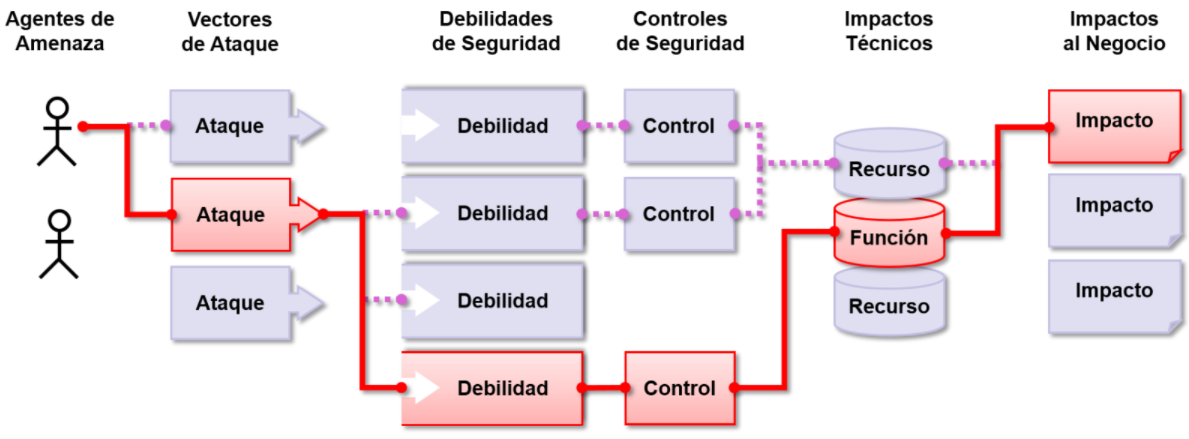 Agentes de
Amenaza
Vectores
de Ataque
Debilidades
de Seguridad
Controles
de Seguridad
Impactos
Técnicos
Impactos
al Negocio
Ataque
Debilidad
Control
Recurso
Impacto
Ataque
Debilidad
Control
Función
Impacto
Ataque
Debilidad
Recurso
Impacto
Debilidad
Control